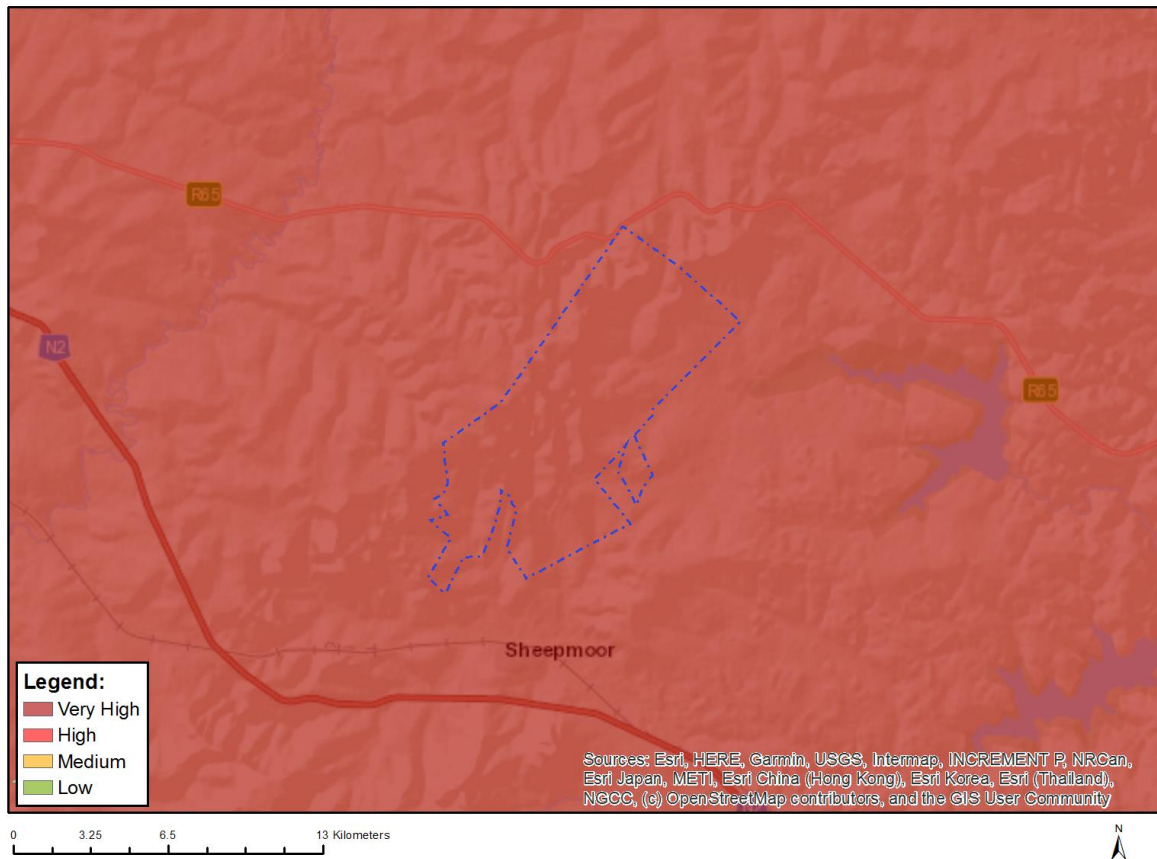 R65
N2
R65
Sheepmoor
Legend:
Very High
High
Medium
Low
Sources: Esri, HERE, Garmin, USGS, Intermap, INCREMENT P, NRCan,
Esri Japan, METI, Esri China (Hong Kong), Esri Korea, Esri (Thailand),
NGCC, (c) OpenStreetMap contributors, and the GIS User Community
0 3.25 6.5 13 Kilometers
N